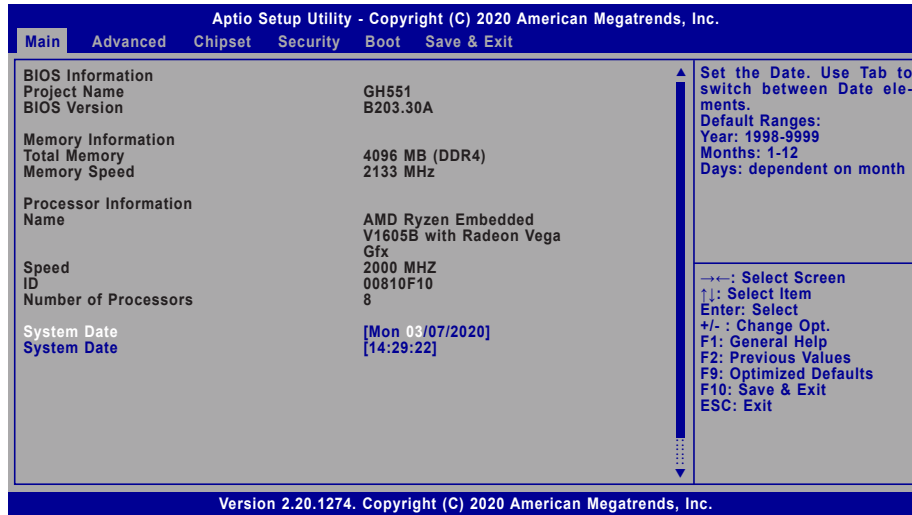 Aptio Setup Utility - Copyright (C) 2020 American Megatrends, Inc.
Main Advanced Chipset Security Boot Save & Exit
BIOS Information
Project Name GH551
BIOS Version B203.30A
Memory Information
Total Memory 4096 MB (DDR4)
Memory Speed 2133 MHz
Processor Information
Name AMD Ryzen Embedded
V1605B with Radeon Vega
Gfx
Speed 2000 MHZ
ID 00810F10
Number of Processors 8
System Date [Mon 03/07/2020]
System Date [14:29:22]
Set the Date. Use Tab to
switch between Date ele-
ments.
Default Ranges:
Year: 1998-9999
Months: 1-12
Days: dependent on month
→←: Select Screen
↑↓: Select Item
Enter: Select
+/- : Change Opt.
F1: General Help
F2: Previous Values
F9: Optimized Defaults
F10: Save & Exit
ESC: Exit
Version 2.20.1274. Copyright (C) 2020 American Megatrends, Inc.